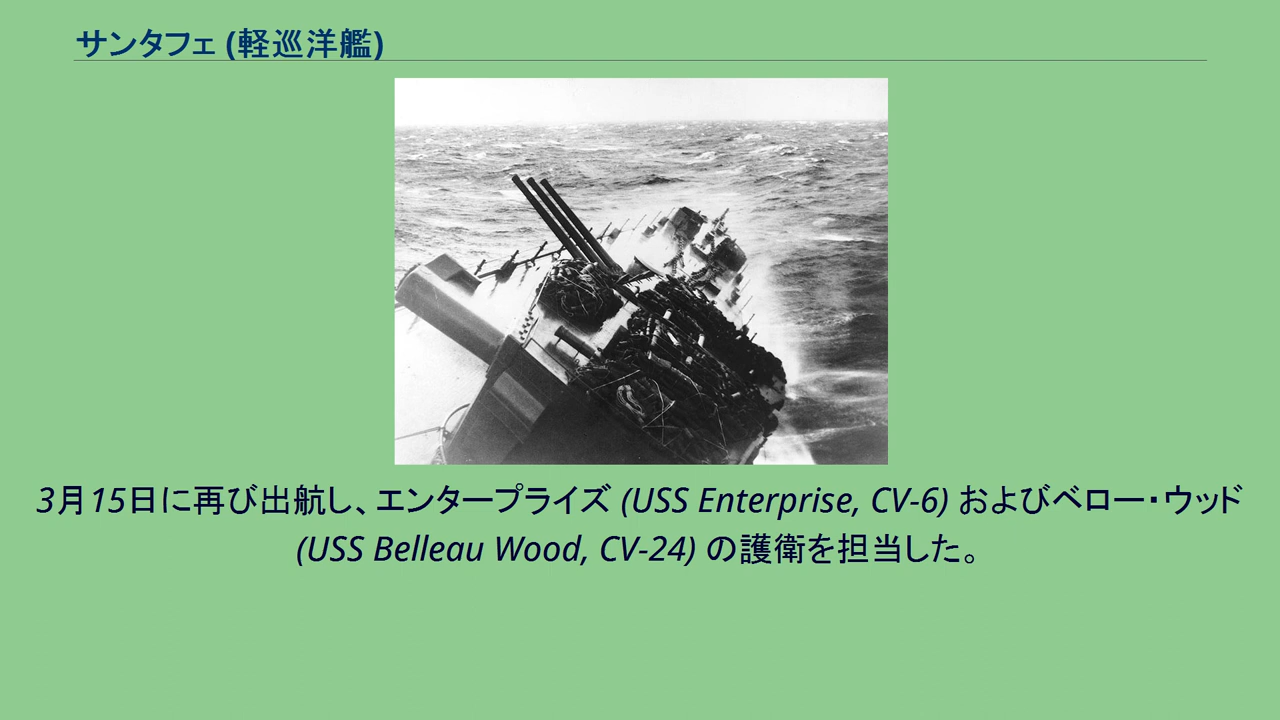 サンタフェ (軽巡洋艦)
3月15日に再び出航し、エンタープライズ (USS Enterprise, CV-6) およびベロー・ウッド
(USS Belleau Wood, CV-24) の護衛を担当した。